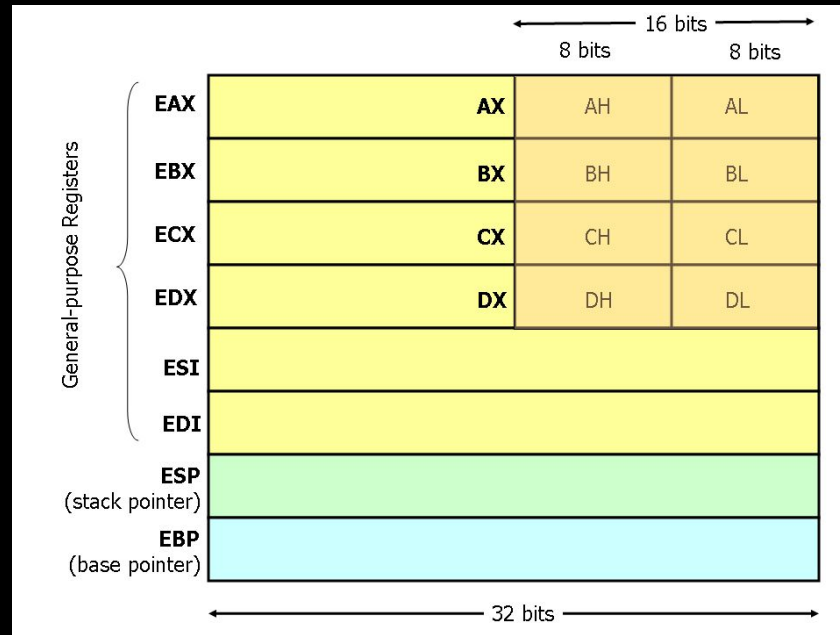 16 bits
8 bits 8 bits
General-purpose Registers
EAX AX AH AL
EBX BX BH BL
ECX CX CH CL
EDX DX DH DL
ESI
EDI
ESP
(stack pointer)
EBP
(base pointer)
32 bits